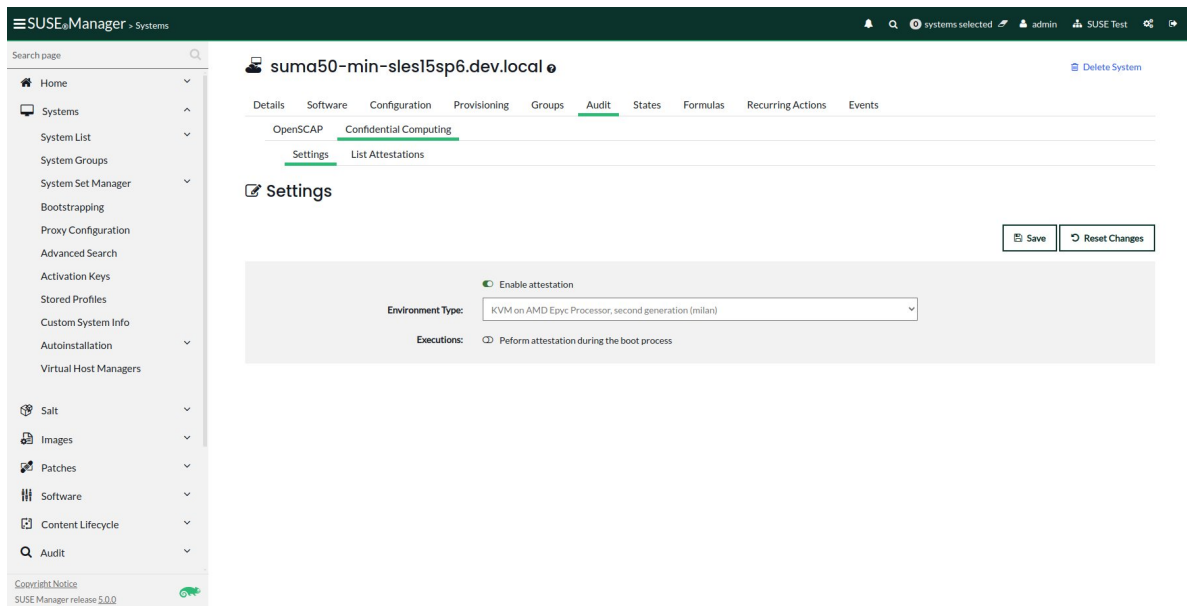 SUSE®Manager > Systems
0 systems selected admin SUSE Test
Search page
Home
Systems
System List
System Groups
System Set Manager
Bootstrapping
Proxy Configuration
Advanced Search
Activation Keys
Stored Profiles
Custom System Info
Autoinstallation
Virtual Host Managers
Salt
Images
Patches
Software
Content Lifecycle
Audit
Copyright Notice
SUSE Manager release 5.0.0
suma50-min-sles15sp6.dev.local
Delete System
Details Software Configuration Provisioning Groups Audit States Formulas Recurring Actions Events
OpenSCAP Confidential Computing
Settings List Attestations
Settings
Save Reset Changes
Enable attestation
Environment Type: KVM on AMD Epyc Processor, second generation (milan)
Executions: Peform attestation during the boot process